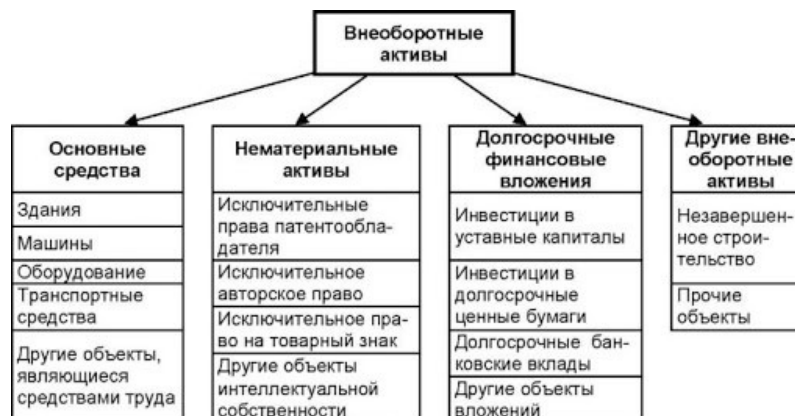 Внеоборотные
активы
Основные
средства
Здания
Машины
Оборудование
Транспортные
средства
Другие объекты,
являющиеся
средствами труда
Нематериальные
активы
Исключительные
права патентообла-
дателя
Исключительное
авторское право
Исключительное пра-
во на товарный знак
Другие объекты
интеллектуальной
собственности
Долгосрочные
финансовые
вложения
Инвестиции в
уставные капиталы
Инвестиции в
долгосрочные
ценные бумаги
Долгосрочные бан-
ковские вклады
Другие объекты
вложений
Другие вне-
оборотные
активы
Незавершен-
ное строи-
тельство
Прочие
объекты